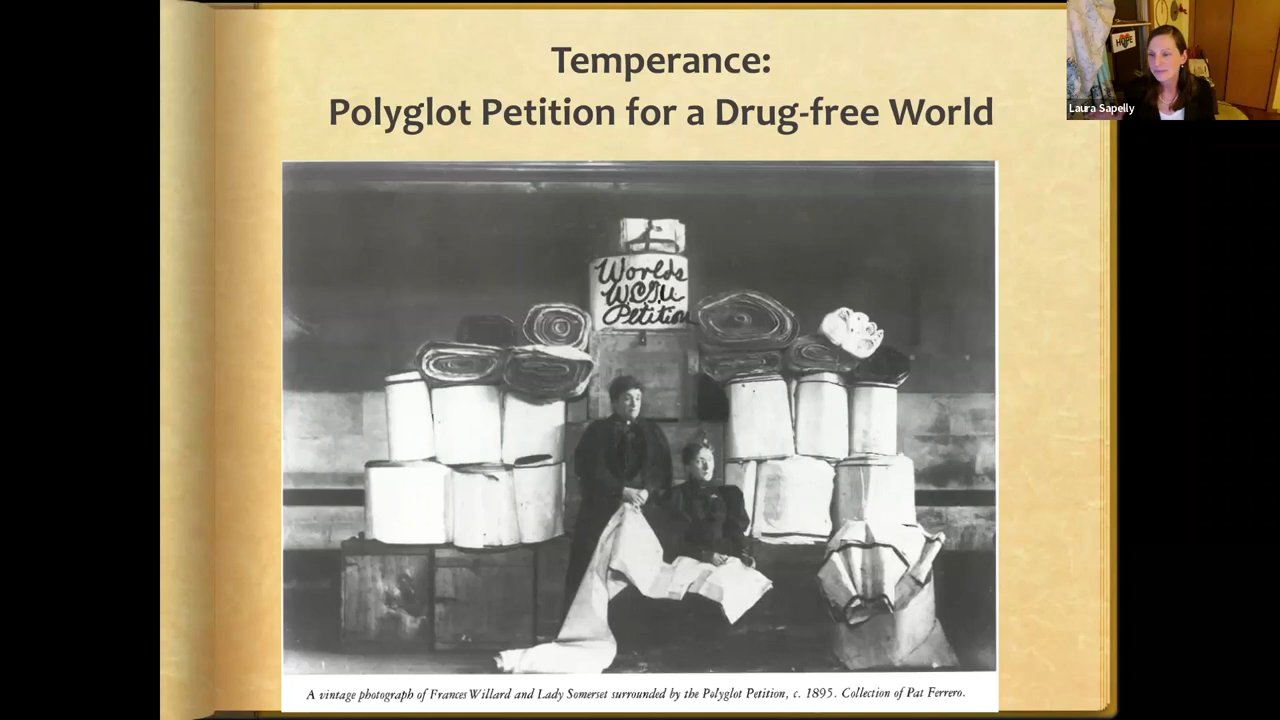 Temperance:
Polyglot Petition for a Drug-free World
HOPE
Laura Sapelly
Worlds
WCTU
Petition
A vintage photograph of Frances Willard and Lady Somerset surrounded by the Polyglot Petition, c. 1895. Collection of Pat Ferrero.